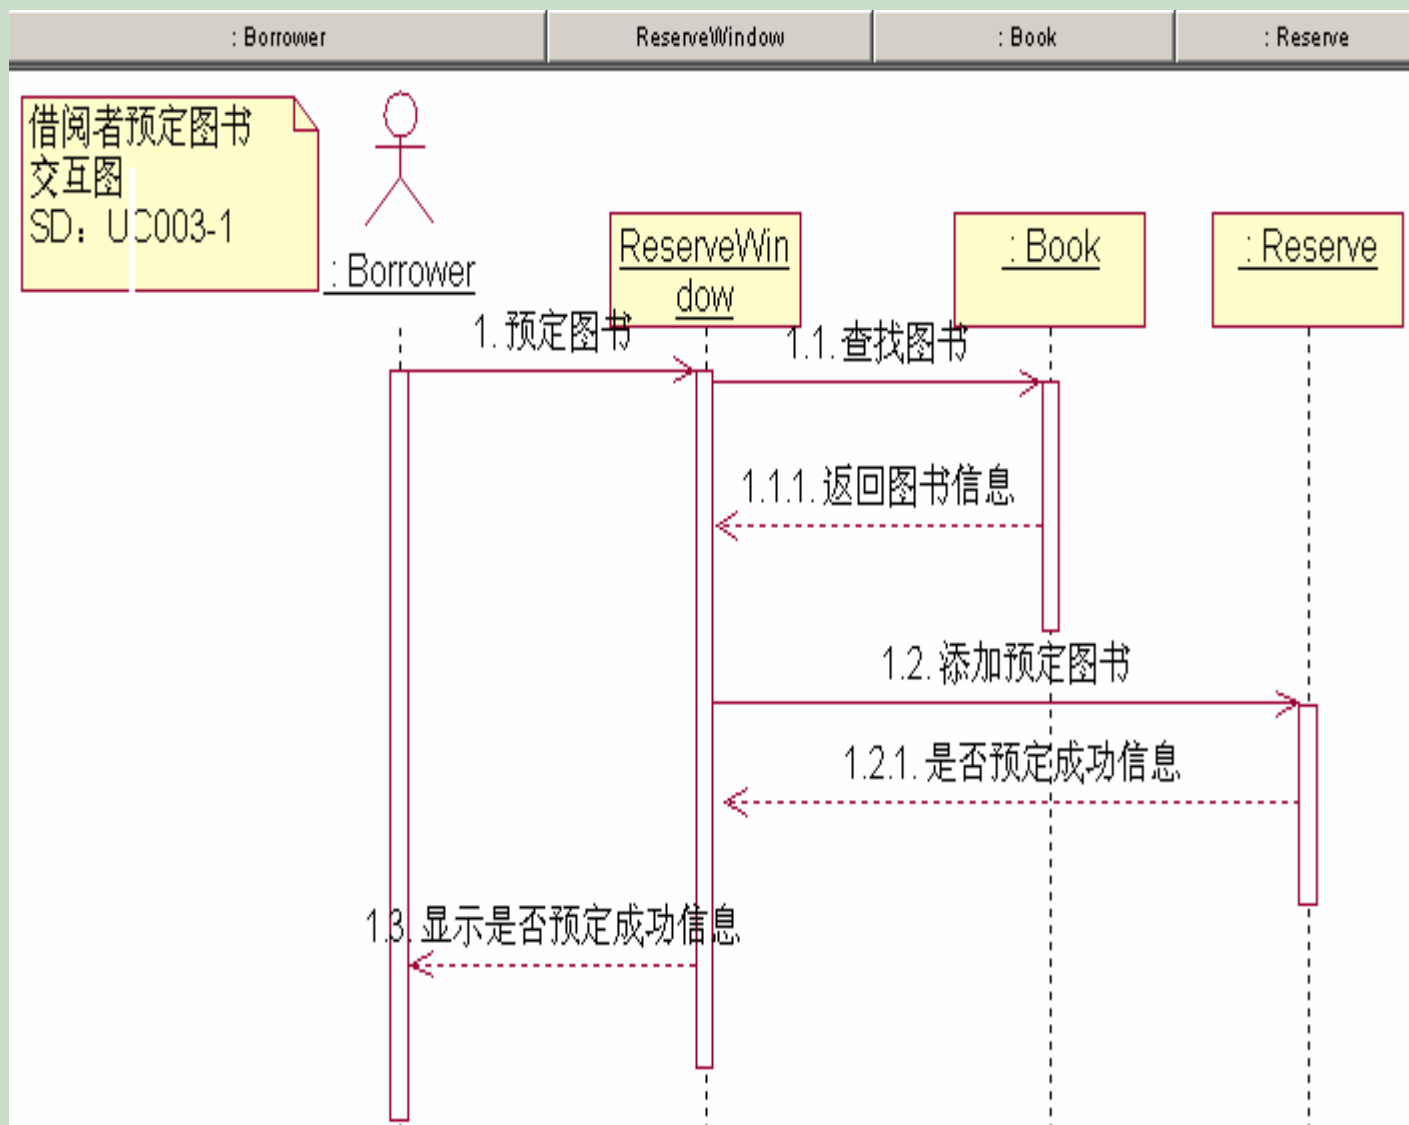 : Borrower
ReserveWindow
: Book
: Reserve
借阅者预定图书
交互图
SD：UC003-1
: Borrower
ReserveWin
dow
: Book
: Reserve
1. 预定图书
1.1. 查找图书
1.1.1. 返回图书信息
1.2. 添加预定图书
1.2.1. 是否预定成功信息
1.3. 显示是否预定成功信息